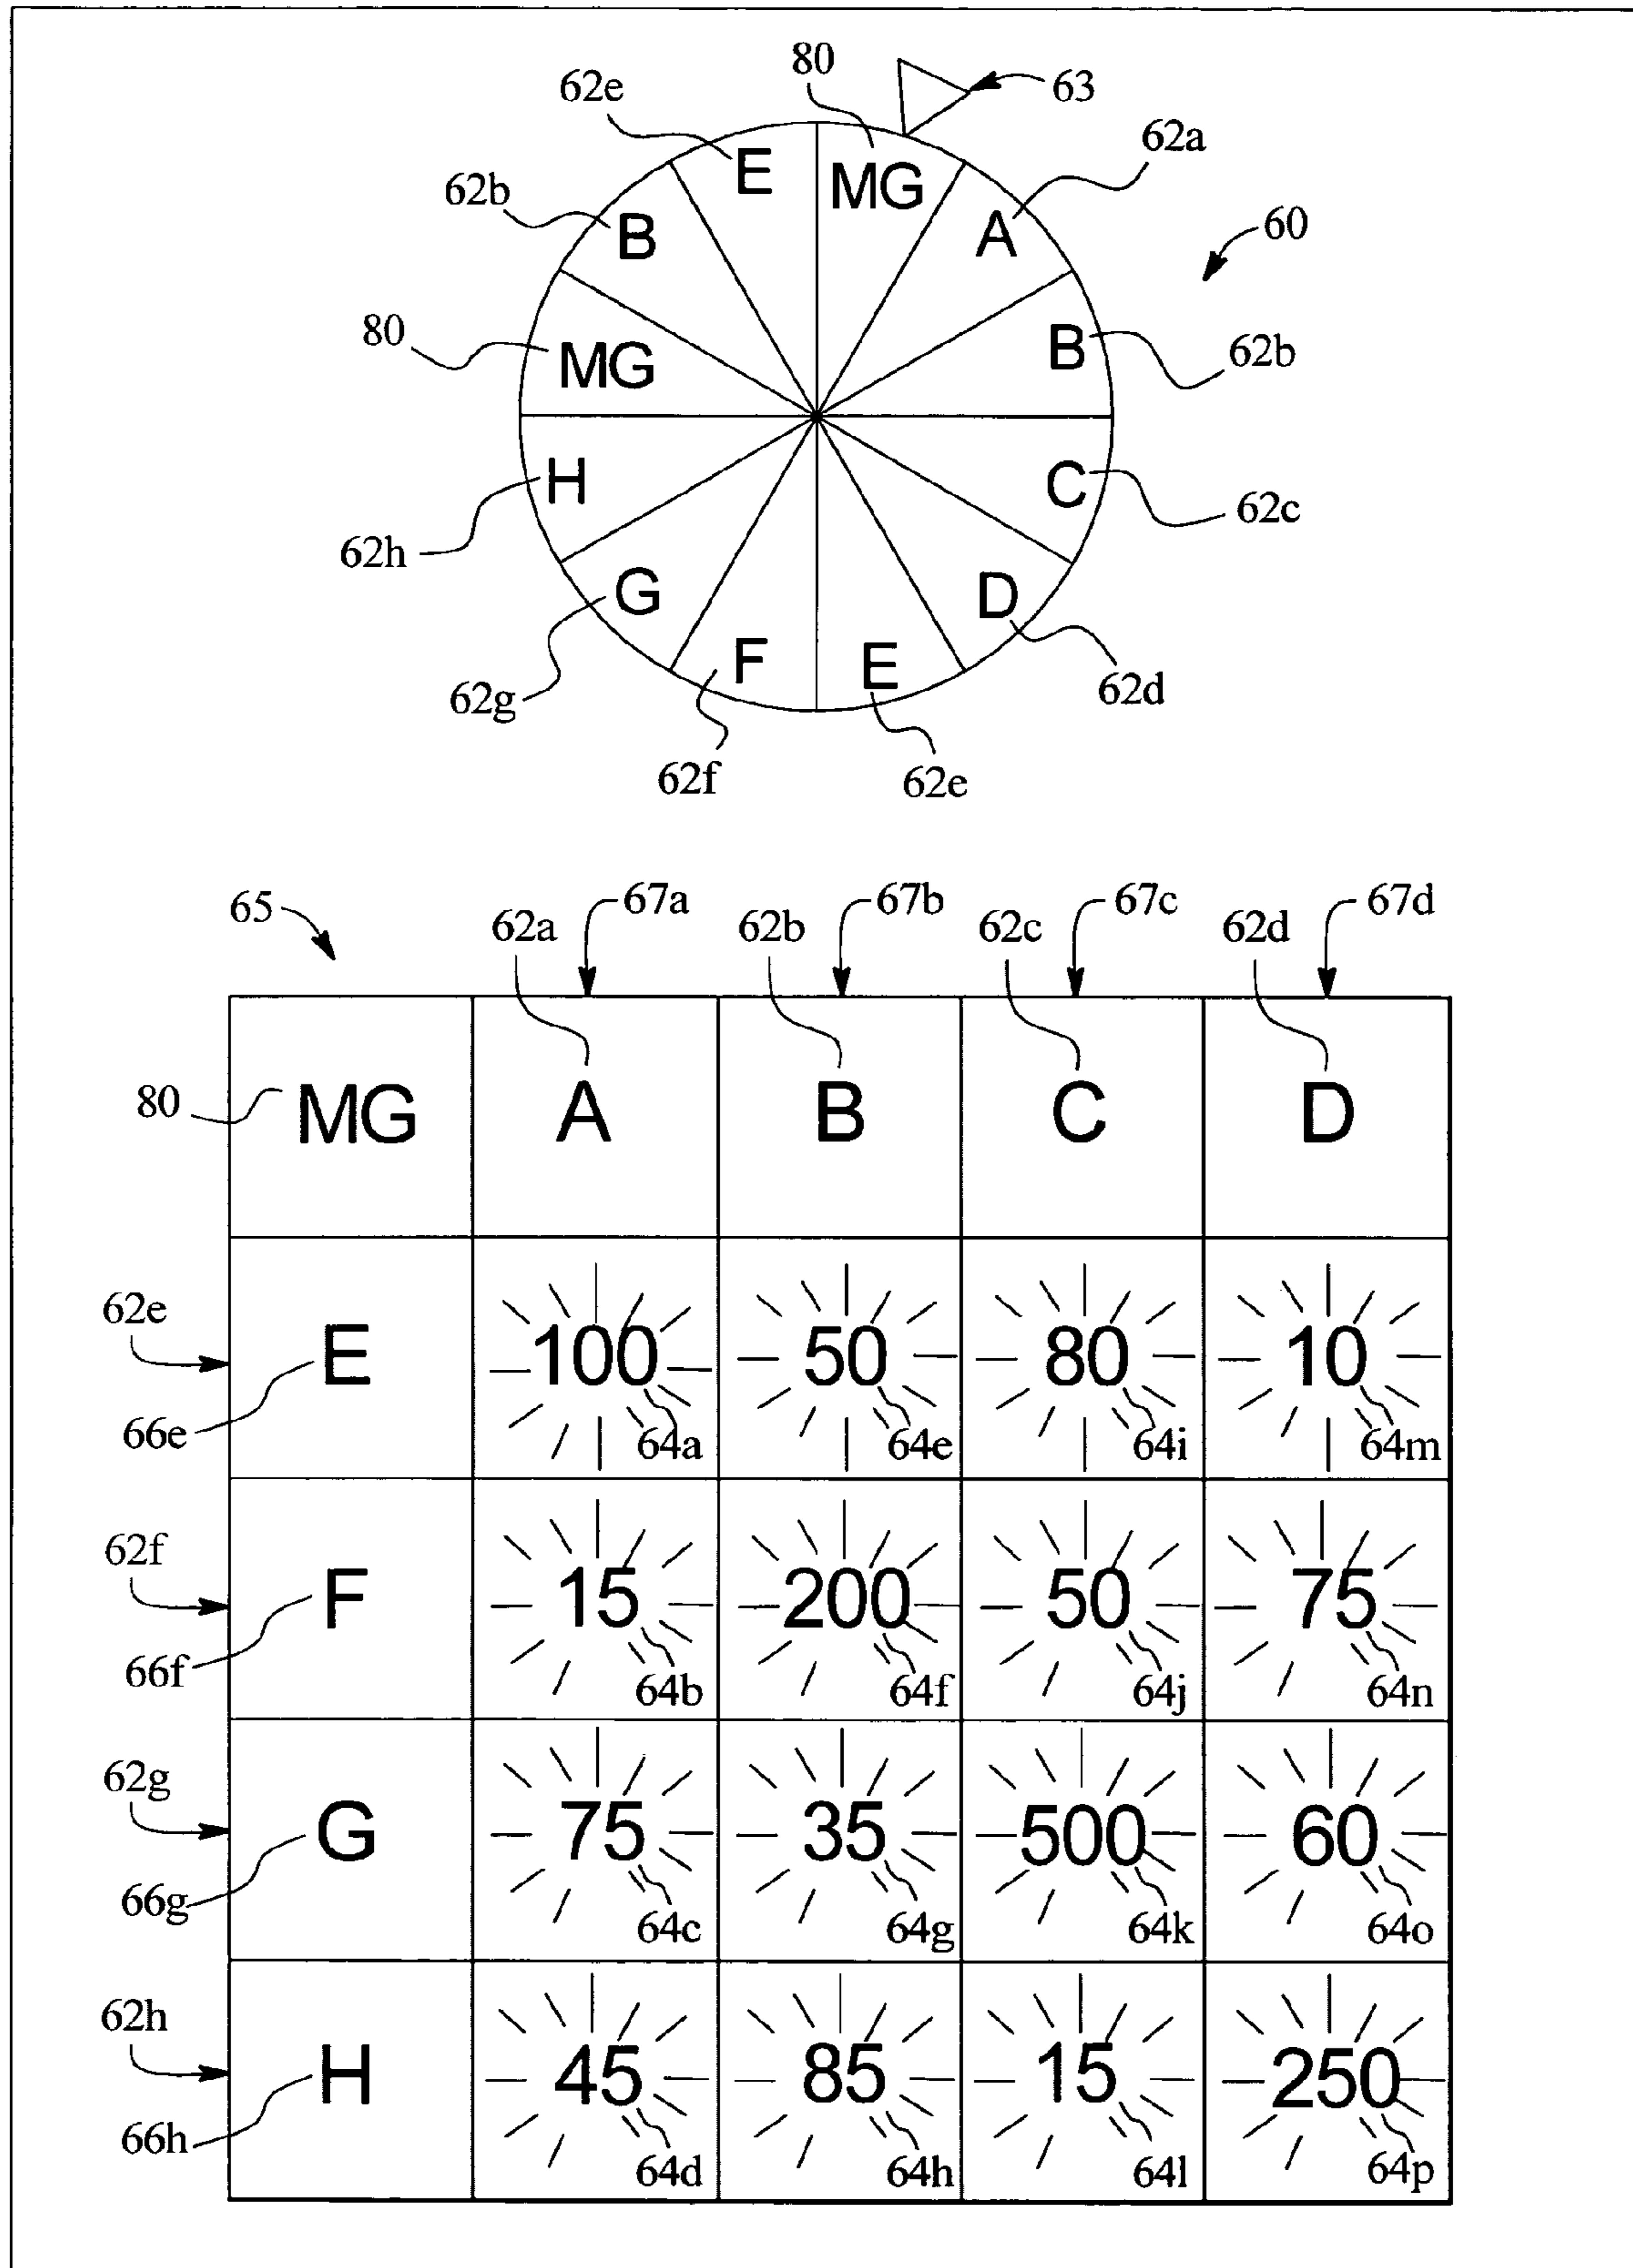 80
63
62e
62a
E
MG
62b
A
B
60
80
MG
B
62b
H
C
62c
62h
G
D
62g
F
E
62d
62f
62e
65
62a
67a
62b
67b
62c
67c
62d
67d
80
MG
A
B
C
D
62e
E
100
50
80
10
66e
64a
64e
64i
64m
62f
F
15
200
50
75
66f
64b
64f
64j
64n
62g
G
75
35
500
60
66g
64c
64g
64k
64o
62h
H
45
85
15
250
66h
64d
64h
64l
64p